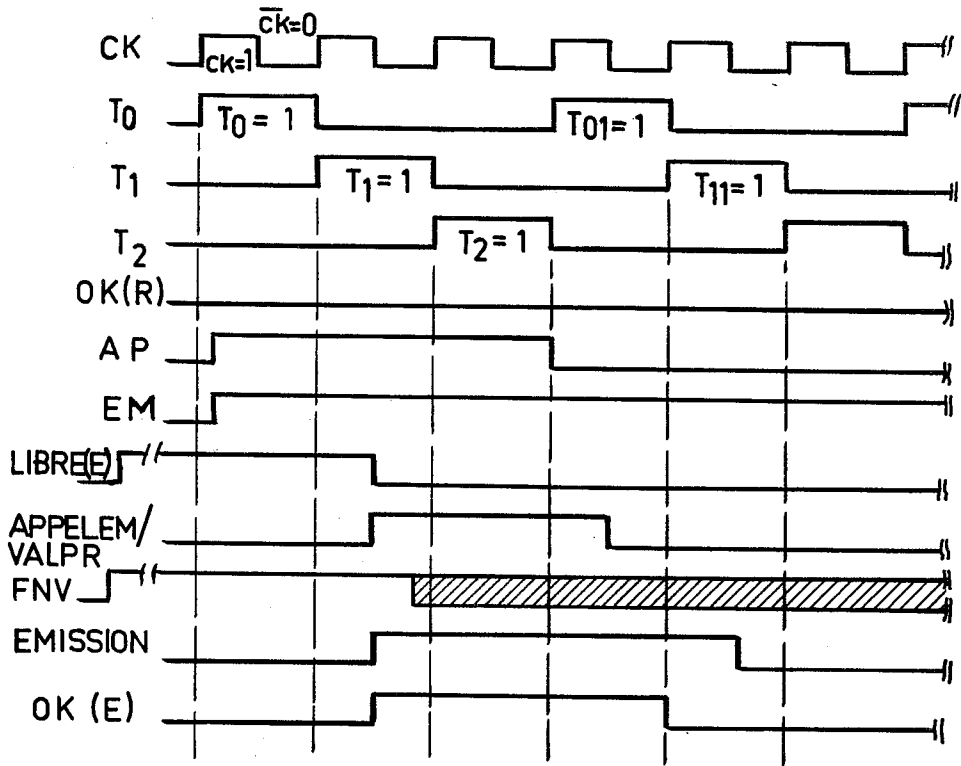 CK
C̅K̅=0
CK=1
T0
T0 = 1
T01=1
T1
T1=1
T11=1
T2
T2=1
OK(R)
AP
EM
LIBRE(E)
APPELEM/
VALPR
FNV
EMISSION
OK (E)